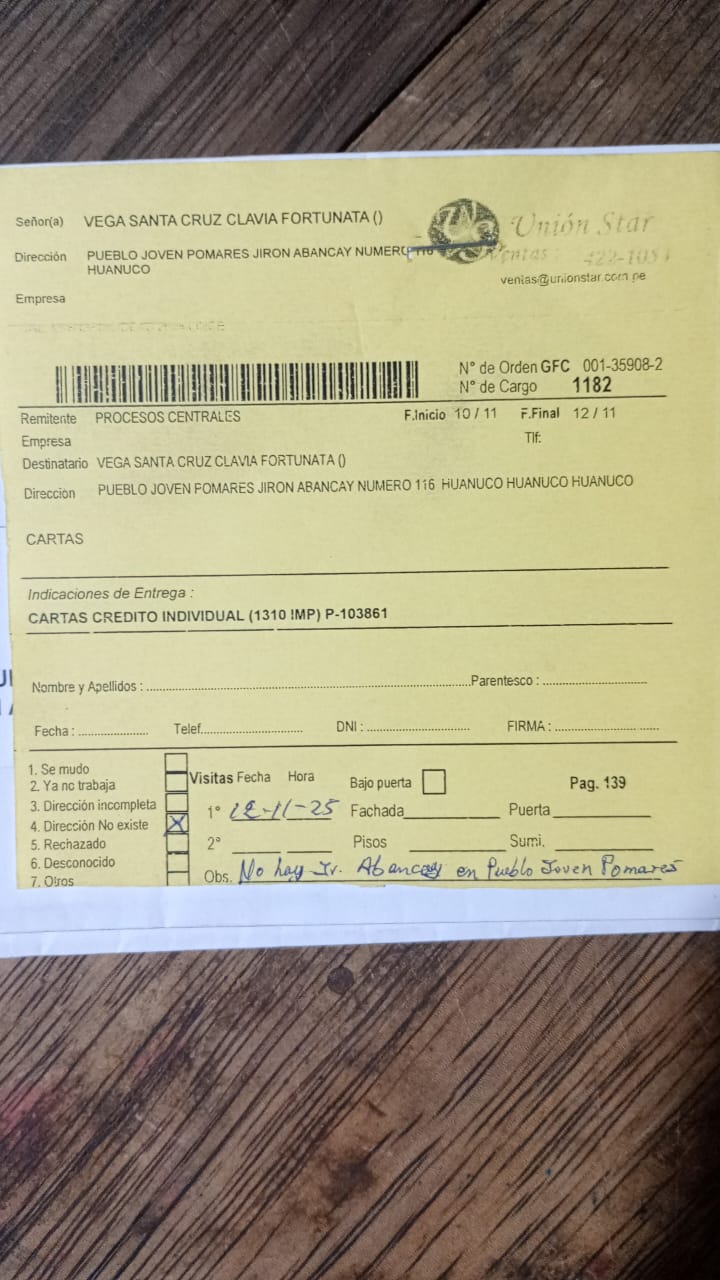 Señor(a) VEGA SANTA CRUZ CLAVIA FORTUNATA ()
Unión Star
Dirección PUEBLO JOVEN POMARES JIRON ABANCAY NUMERO 116
HUANUCO
Ventas : 422-1051
ventas@unionstar.com.pe
Empresa
N° de Orden GFC 001-35908-2
N° de Cargo 1182
Remitente PROCESOS CENTRALES F.Inicio 10 / 11 F.Final 12 / 11
Empresa Tlf:
Destinatario VEGA SANTA CRUZ CLAVIA FORTUNATA ()
Dirección PUEBLO JOVEN POMARES JIRON ABANCAY NUMERO 116 HUANUCO HUANUCO HUANUCO
CARTAS
Indicaciones de Entrega :
CARTAS CREDITO INDIVIDUAL (1310 IMP) P-103861
Nombre y Apellidos : Parentesco :
Fecha : Telef. DNI : FIRMA :
1. Se mudo
2. Ya no trabaja Visitas Fecha Hora Bajo puerta Pag. 139
3. Dirección incompleta
4. Dirección No existe X 1° 12-11-25 Fachada Puerta
5. Rechazado 2° Pisos Sumi.
6. Desconocido
7. Otros Obs. No hay Jr. Abancay en Pueblo Joven Pomares